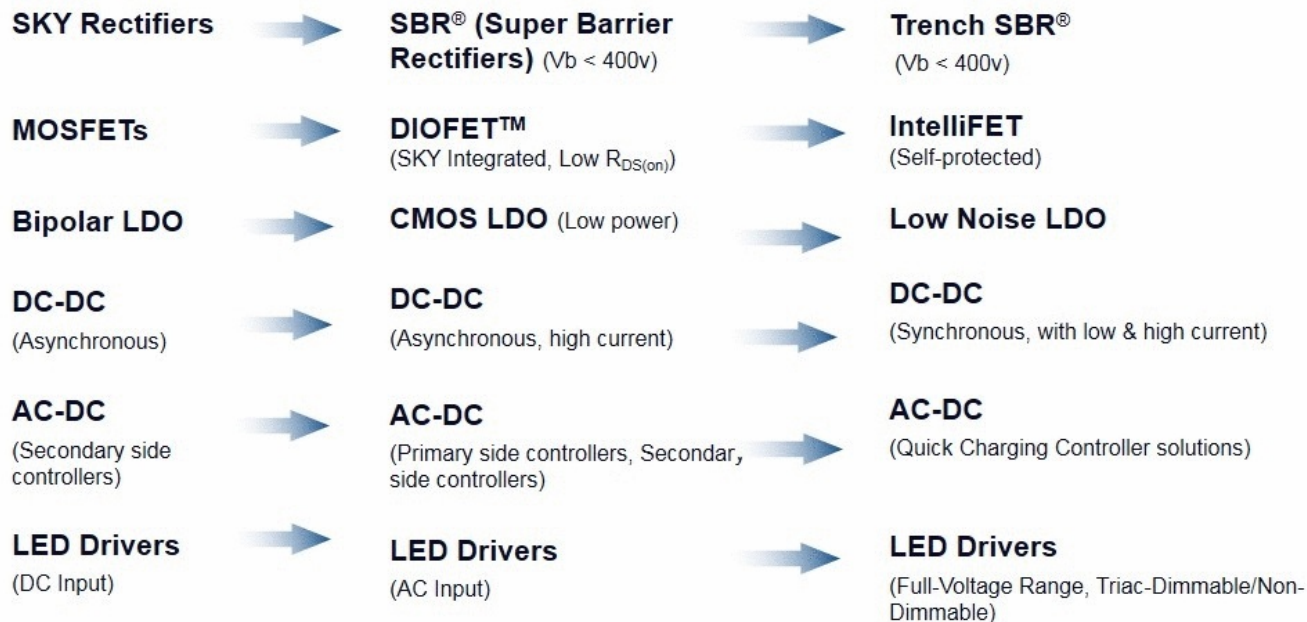 SKY Rectifiers
SBR® (Super Barrier
Rectifiers) (Vb < 400v)
Trench SBR®
(Vb < 400v)
MOSFETs
DIOFET™
(SKY Integrated, Low RDS(on))
IntelliFET
(Self-protected)
Bipolar LDO
CMOS LDO (Low power)
Low Noise LDO
DC-DC
(Asynchronous)
DC-DC
(Asynchronous, high current)
DC-DC
(Synchronous, with low & high current)
AC-DC
(Secondary side
controllers)
AC-DC
(Primary side controllers, Secondar,
side controllers)
AC-DC
(Quick Charging Controller solutions)
LED Drivers
(DC Input)
LED Drivers
(AC Input)
LED Drivers
(Full-Voltage Range, Triac-Dimmable/Non-
Dimmable)